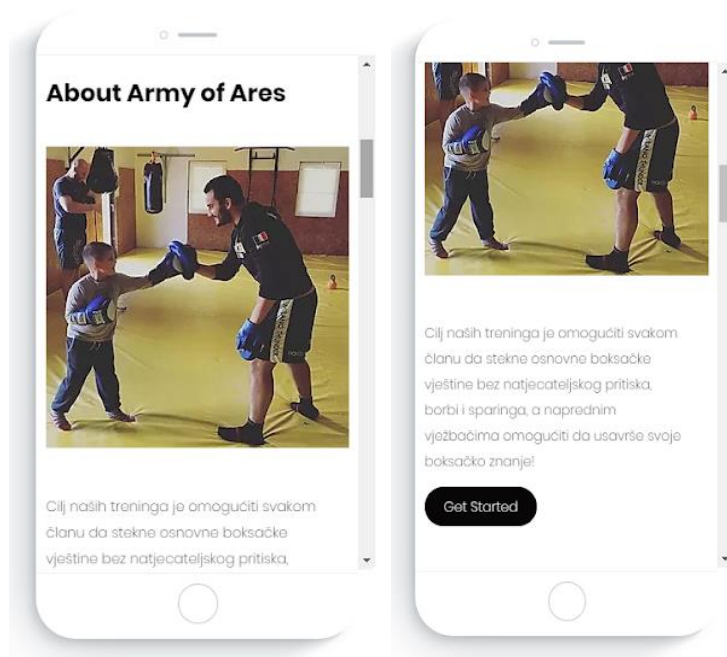 About Army of Ares
Cilj naših treninga je omogućiti svakom
članu da stekne osnovne boksačke
vještine bez natjecateljskog pritiska,
Cilj naših treninga je omogućiti svakom
članu da stekne osnovne boksačke
vještine bez natjecateljskog pritiska,
borbi i sparinga, a naprednim
vježbačima omogućiti da usavrše svoje
boksačko znanje!
Get Started